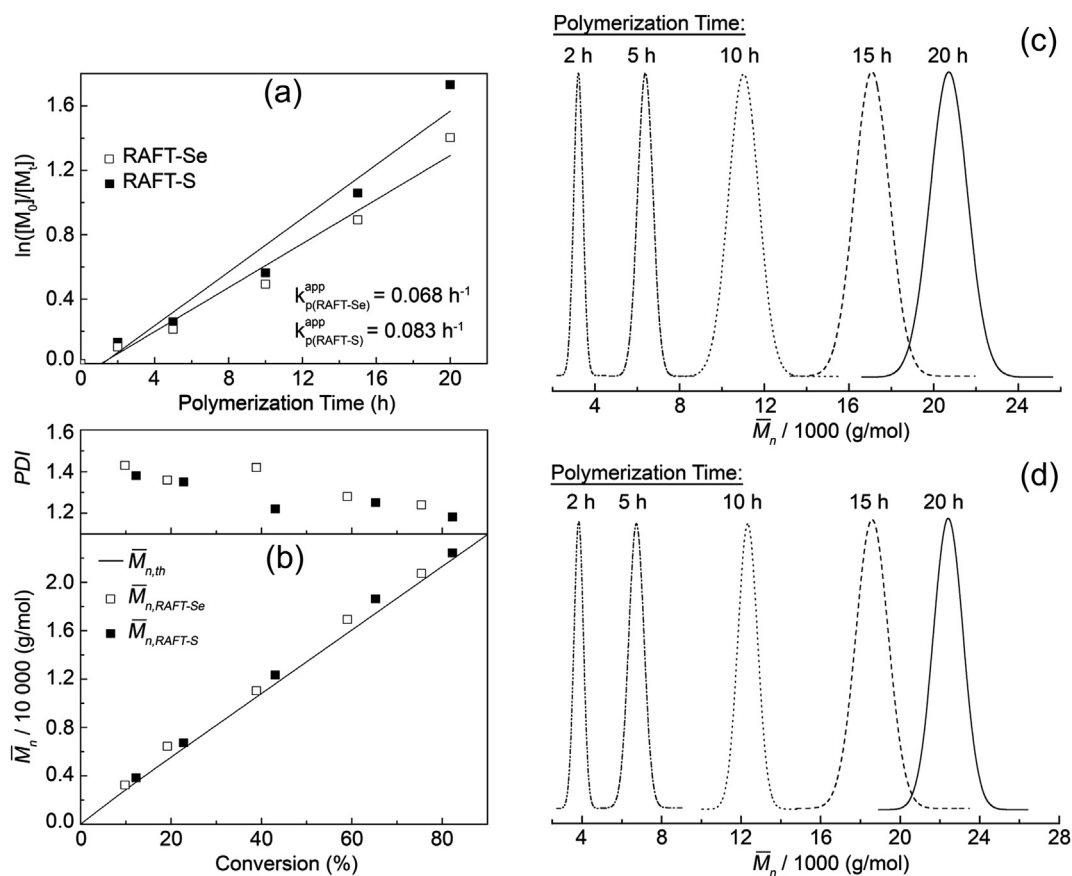 (a)
RAFT-Se
RAFT-S
ln([M₀]/[Mₜ])
1.6
1.2
0.8
0.4
0.0
k^app_p(RAFT-Se) = 0.068 h⁻¹
k^app_p(RAFT-S) = 0.083 h⁻¹
0 4 8 12 16 20
Polymerization Time (h)
PDI
1.6
1.4
1.2
(b)
M̅n,th
M̅n,RAFT-Se
M̅n,RAFT-S
M̅n / 10 000 (g/mol)
2.0
1.6
1.2
0.8
0.4
0.0
0 20 40 60 80
Conversion (%)
Polymerization Time:
(c)
2 h 5 h 10 h 15 h 20 h
4 8 12 16 20 24
M̅n / 1000 (g/mol)
Polymerization Time:
(d)
2 h 5 h 10 h 15 h 20 h
4 8 12 16 20 24 28
M̅n / 1000 (g/mol)